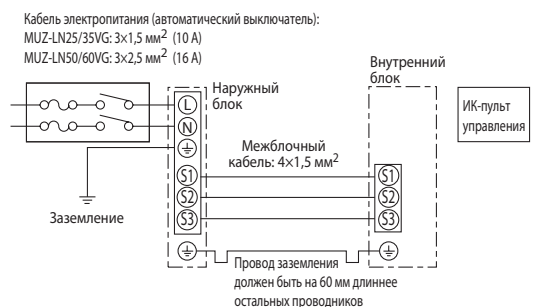 Кабель электропитания (автоматический выключатель):
MUZ-LN25/35VG: 3×1,5 мм² (10 А)
MUZ-LN50/60VG: 3×2,5 мм² (16 А)
Наружный
блок
Внутренний
блок
ИК-пульт
управления
L
N
Межблочный
кабель: 4×1,5 мм²
S1
S2
S3
S1
S2
S3
Заземление
Провод заземления
должен быть на 60 мм длиннее
остальных проводников